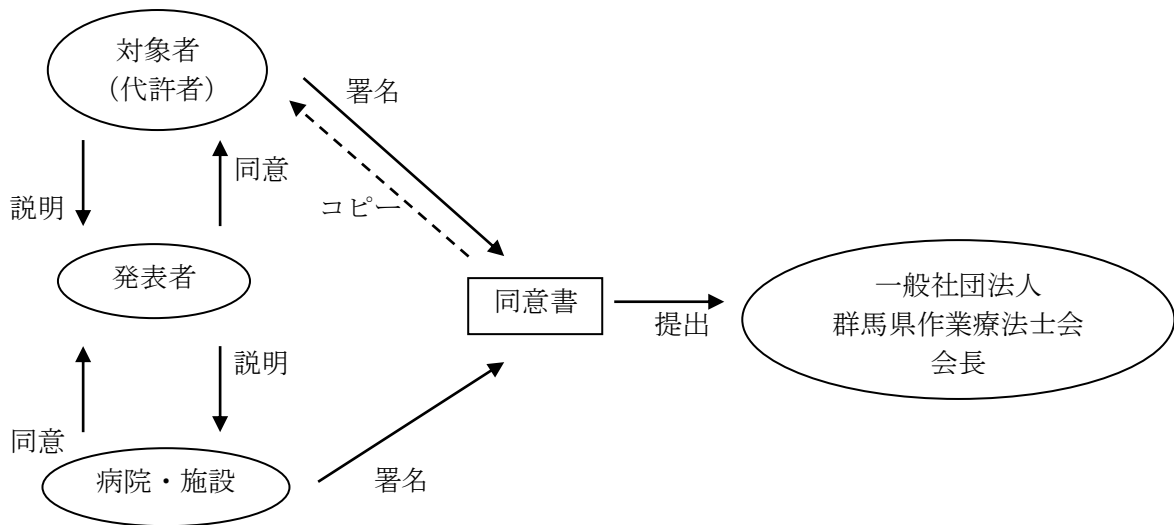 対象者
（代許者）
署名
同意
説明
コピー
発表者
同意書
提出
一般社団法人
群馬県作業療法士会
会長
説明
同意
病院・施設
署名